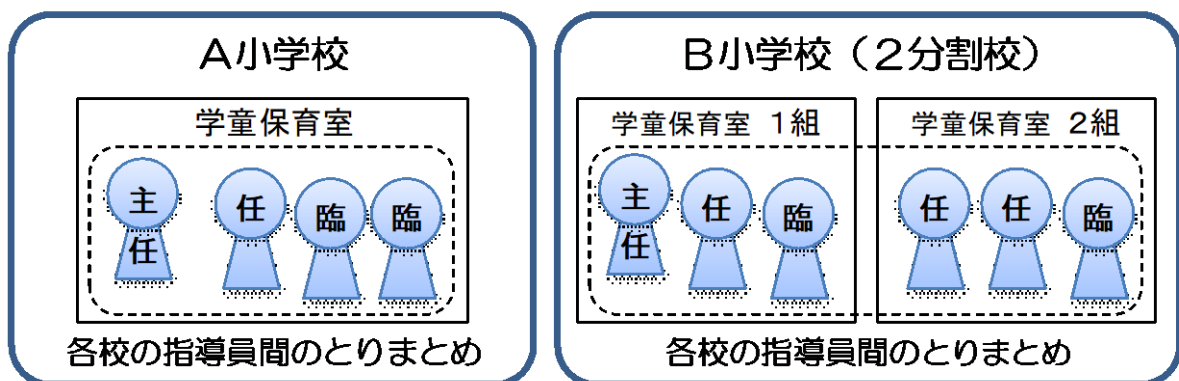 A小学校
学童保育室
主任
任
臨
臨
各校の指導員間のとりまとめ
B小学校（２分割校）
学童保育室 １組
主任
任
臨
学童保育室 ２組
任
任
臨
各校の指導員間のとりまとめ